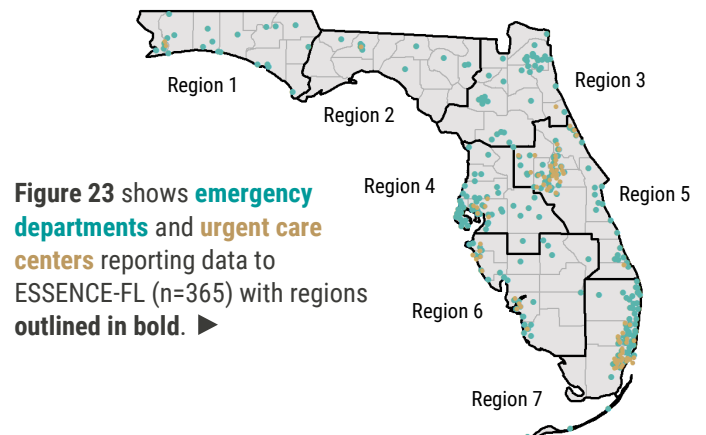 Region 1
Region 2
Region 3
Region 4
Region 5
Region 6
Region 7
Figure 23 shows emergency
departments and urgent care
centers reporting data to
ESSENCE-FL (n=365) with regions
outlined in bold. ►